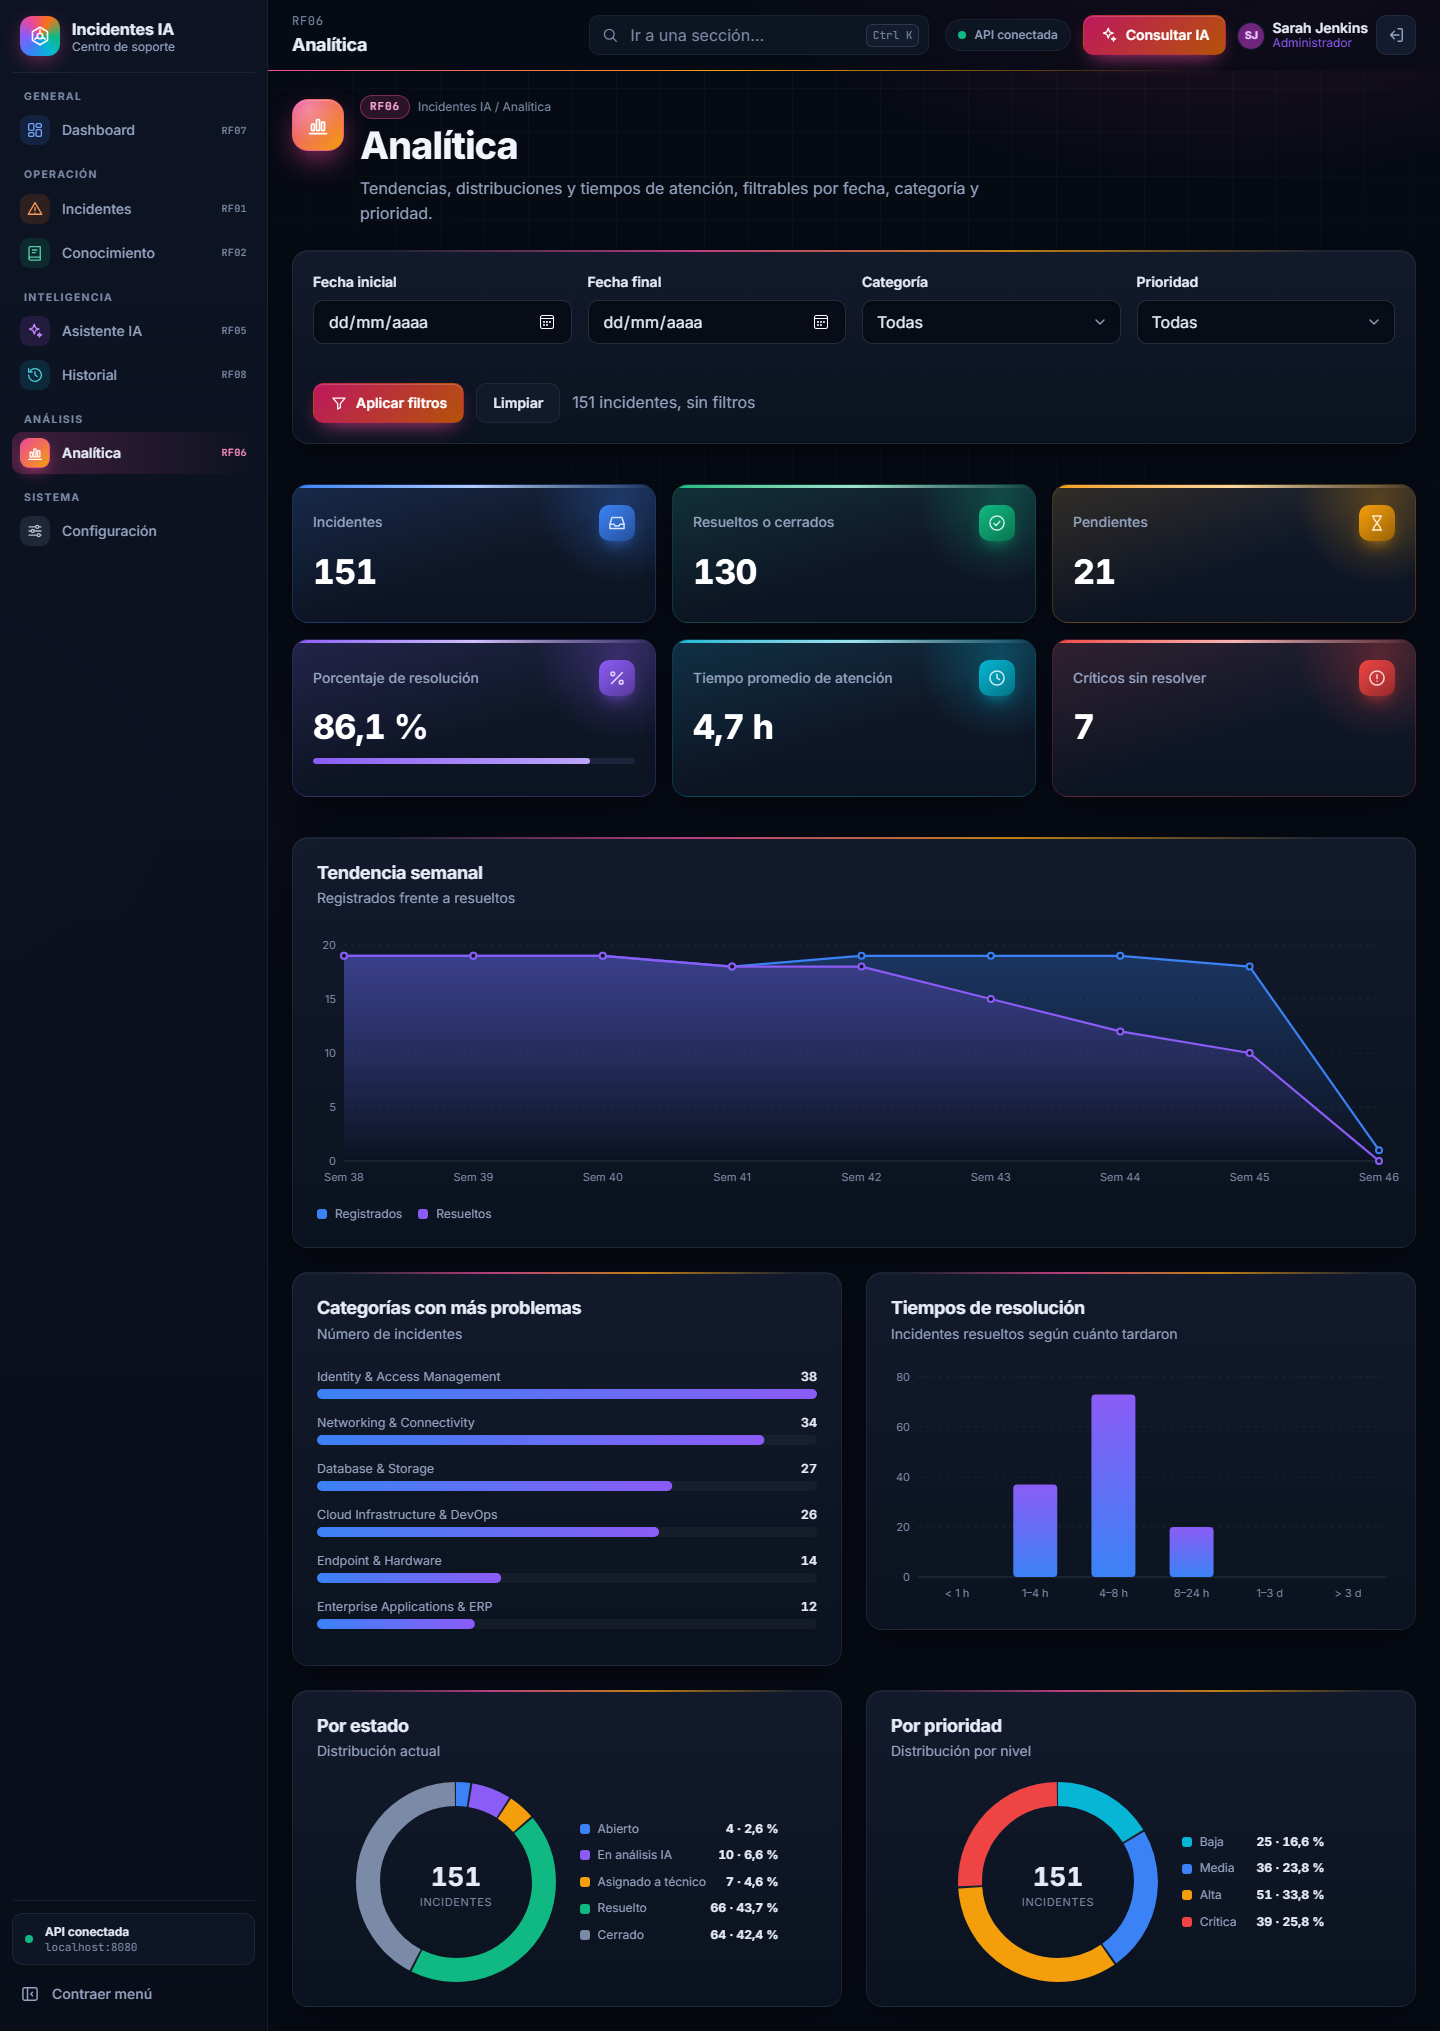 Incidentes IA
Centro de soporte
GENERAL
Dashboard RF07
OPERACIÓN
Incidentes RF01
Conocimiento RF02
INTELIGENCIA
Asistente IA RF05
Historial RF08
ANÁLISIS
Analítica RF06
SISTEMA
Configuración
API conectada
localhost:8080
Contraer menú
RF06
Analítica
Ir a una sección... Ctrl K
API conectada
Consultar IA
SJ
Sarah Jenkins
Administrador
RF06 Incidentes IA / Analítica
Analítica
Tendencias, distribuciones y tiempos de atención, filtrables por fecha, categoría y
prioridad.
Fecha inicial Fecha final Categoría Prioridad
dd/mm/aaaa dd/mm/aaaa Todas Todas
Aplicar filtros Limpiar 151 incidentes, sin filtros
Incidentes
151
Resueltos o cerrados
130
Pendientes
21
Porcentaje de resolución
86,1 %
Tiempo promedio de atención
4,7 h
Críticos sin resolver
7
Tendencia semanal
Registrados frente a resueltos
20
15
10
5
0
Sem 38 Sem 39 Sem 40 Sem 41 Sem 42 Sem 43 Sem 44 Sem 45 Sem 46
Registrados Resueltos
Categorías con más problemas
Número de incidentes
Identity & Access Management 38
Networking & Connectivity 34
Database & Storage 27
Cloud Infrastructure & DevOps 26
Endpoint & Hardware 14
Enterprise Applications & ERP 12
Tiempos de resolución
Incidentes resueltos según cuánto tardaron
80
60
40
20
0
< 1 h 1–4 h 4–8 h 8–24 h 1–3 d > 3 d
Por estado
Distribución actual
151
INCIDENTES
Abierto 4 · 2,6 %
En análisis IA 10 · 6,6 %
Asignado a técnico 7 · 4,6 %
Resuelto 66 · 43,7 %
Cerrado 64 · 42,4 %
Por prioridad
Distribución por nivel
151
INCIDENTES
Baja 25 · 16,6 %
Media 36 · 23,8 %
Alta 51 · 33,8 %
Crítica 39 · 25,8 %